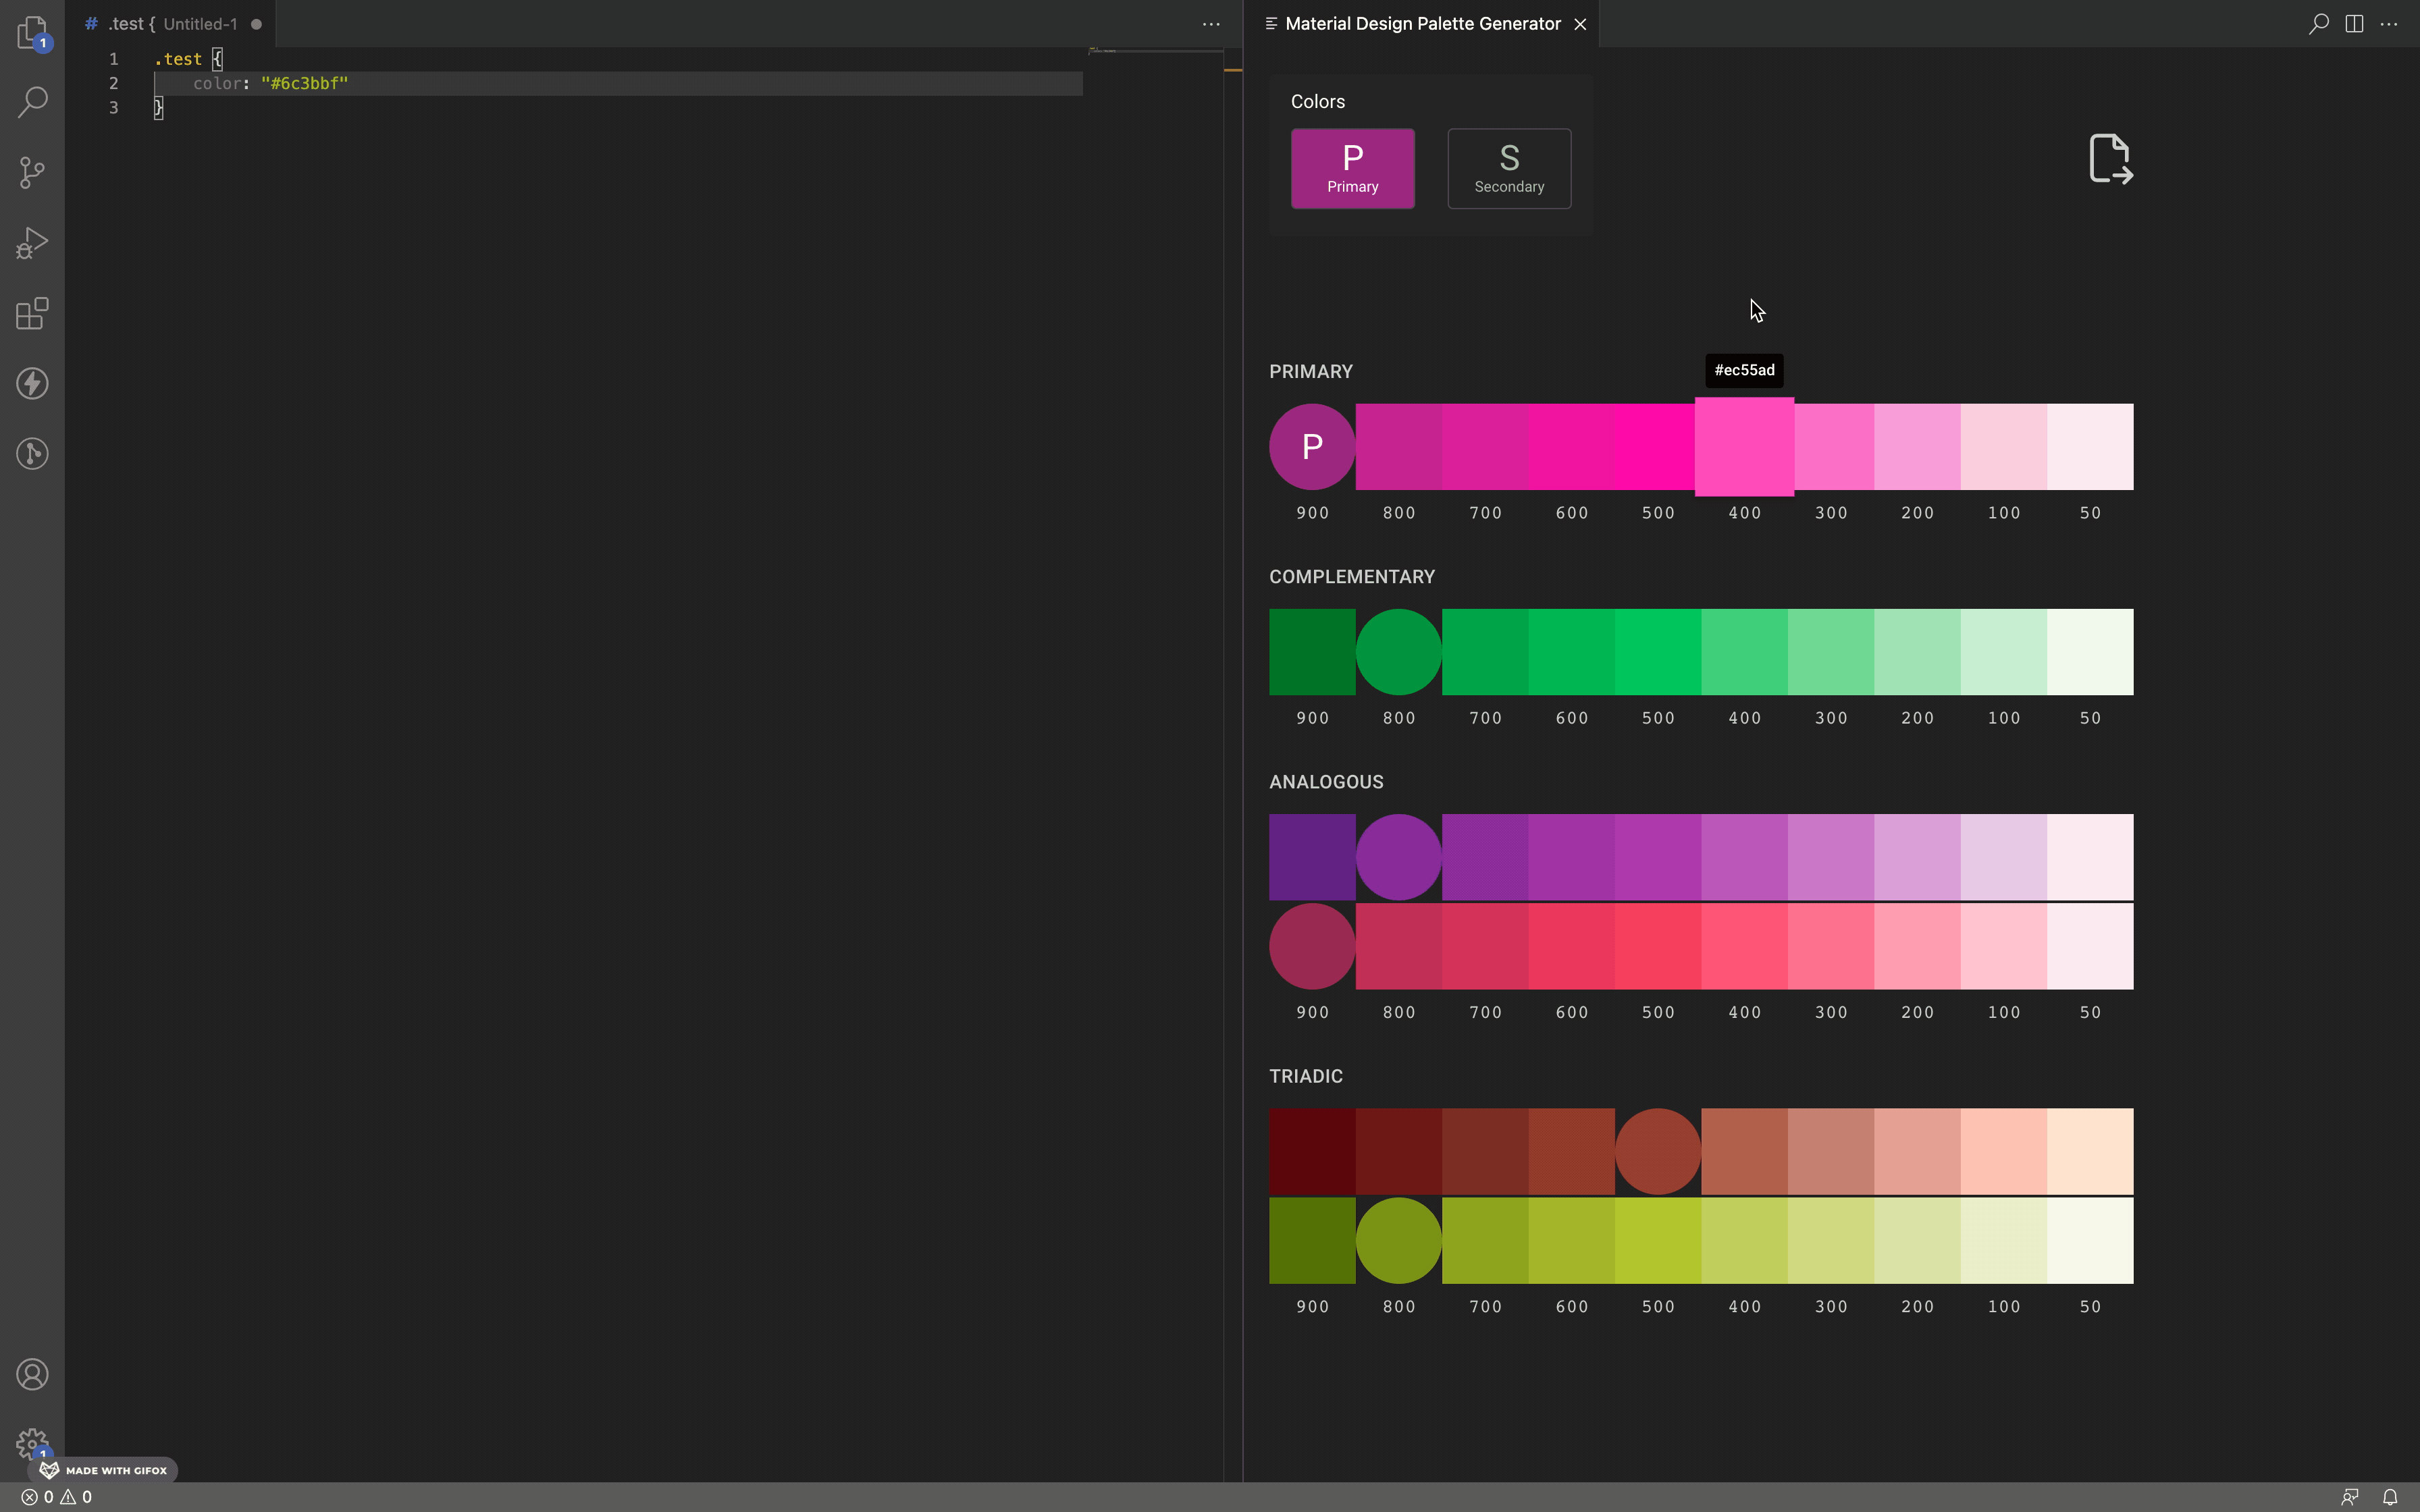 # .test { Untitled-1
1 .test {
2 color: "#6c3bbf"
3 }
1
1
MADE WITH GIFOX
0 0
Material Design Palette Generator
Colors
P
Primary
S
Secondary
PRIMARY
#ec55ad
P
900 800 700 600 500 400 300 200 100 50
COMPLEMENTARY
900 800 700 600 500 400 300 200 100 50
ANALOGOUS
900 800 700 600 500 400 300 200 100 50
TRIADIC
900 800 700 600 500 400 300 200 100 50